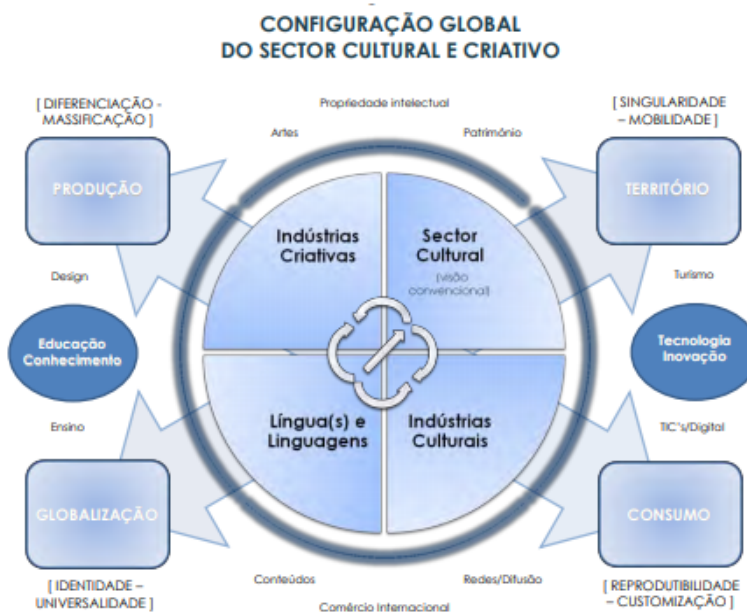 CONFIGURAÇÃO GLOBAL
DO SECTOR CULTURAL E CRIATIVO
[ DIFERENCIAÇÃO -
MASSIFICAÇÃO ]
Propriedade intelectual
[ SINGULARIDADE
– MOBILIDADE ]
Artes
Património
PRODUÇÃO
TERRITÓRIO
Indústrias
Criativas
Sector
Cultural
(visão
convencional)
Design
Turismo
Educação
Conhecimento
Tecnologia
Inovação
Língua(s) e
Linguagens
Indústrias
Culturais
Ensino
TIC's/Digital
GLOBALIZAÇÃO
CONSUMO
Conteúdos
Redes/Difusão
[ IDENTIDADE –
UNIVERSALIDADE ]
Comércio Internacional
[ REPRODUTIBILIDADE
– CUSTOMIZAÇÃO ]